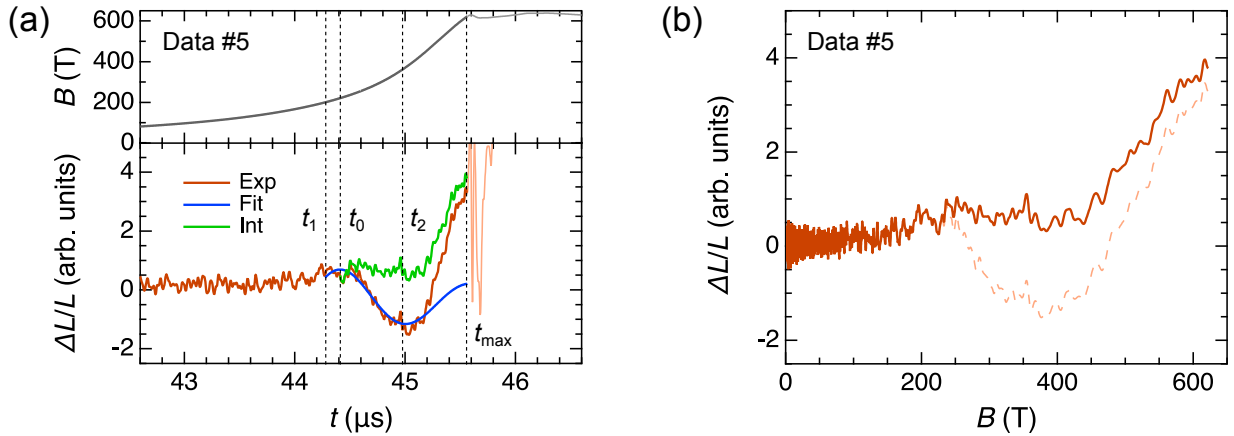 (a)
Data #5
B (T)
600
400
200
0
ΔL/L (arb. units)
4
2
0
-2
Exp
Fit
Int
t1
t0
t2
tmax
43
44
45
46
t (µs)
(b)
Data #5
ΔL/L (arb. units)
4
2
0
-2
0
200
400
600
B (T)